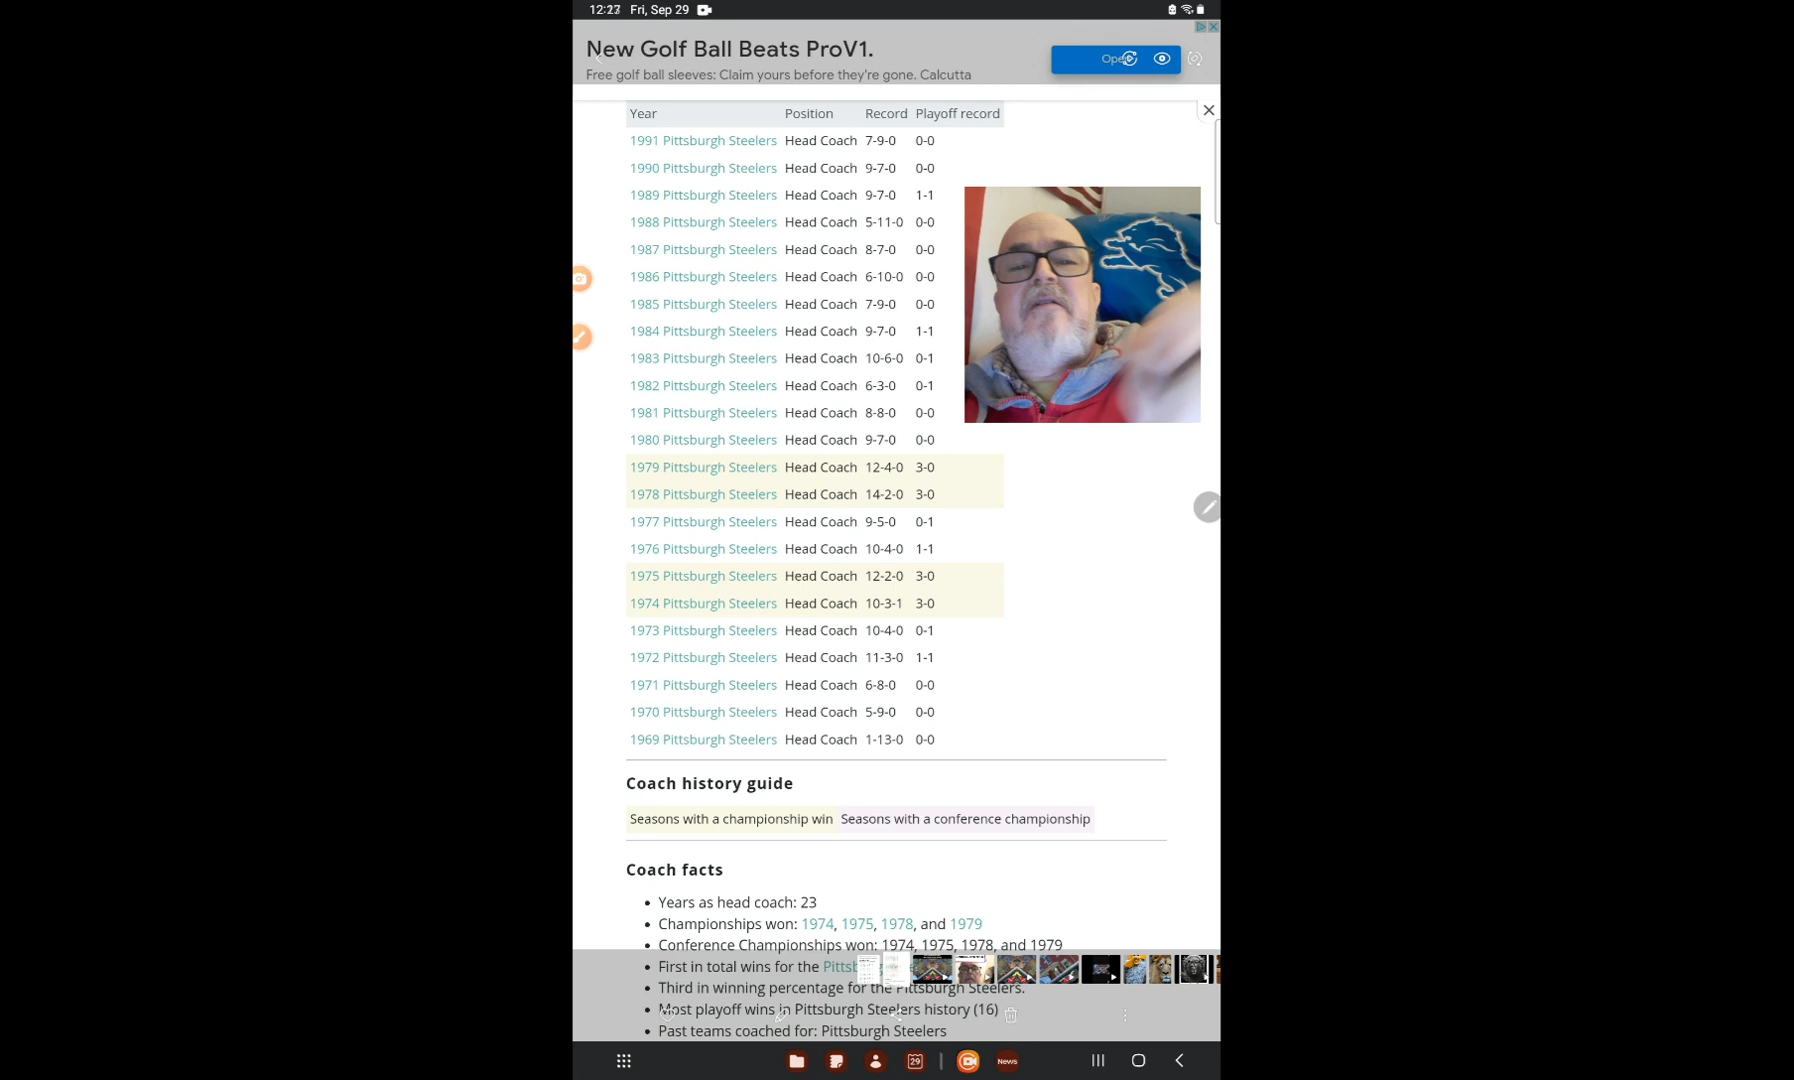 12:27 Fri, Sep 29
New Golf Ball Beats ProV1.
Free golf ball sleeves: Claim yours before they're gone. Calcutta
Open
Year Position Record Playoff record
1991 Pittsburgh Steelers Head Coach 7-9-0 0-0
1990 Pittsburgh Steelers Head Coach 9-7-0 0-0
1989 Pittsburgh Steelers Head Coach 9-7-0 1-1
1988 Pittsburgh Steelers Head Coach 5-11-0 0-0
1987 Pittsburgh Steelers Head Coach 8-7-0 0-0
1986 Pittsburgh Steelers Head Coach 6-10-0 0-0
1985 Pittsburgh Steelers Head Coach 7-9-0 0-0
1984 Pittsburgh Steelers Head Coach 9-7-0 1-1
1983 Pittsburgh Steelers Head Coach 10-6-0 0-1
1982 Pittsburgh Steelers Head Coach 6-3-0 0-1
1981 Pittsburgh Steelers Head Coach 8-8-0 0-0
1980 Pittsburgh Steelers Head Coach 9-7-0 0-0
1979 Pittsburgh Steelers Head Coach 12-4-0 3-0
1978 Pittsburgh Steelers Head Coach 14-2-0 3-0
1977 Pittsburgh Steelers Head Coach 9-5-0 0-1
1976 Pittsburgh Steelers Head Coach 10-4-0 1-1
1975 Pittsburgh Steelers Head Coach 12-2-0 3-0
1974 Pittsburgh Steelers Head Coach 10-3-1 3-0
1973 Pittsburgh Steelers Head Coach 10-4-0 0-1
1972 Pittsburgh Steelers Head Coach 11-3-0 1-1
1971 Pittsburgh Steelers Head Coach 6-8-0 0-0
1970 Pittsburgh Steelers Head Coach 5-9-0 0-0
1969 Pittsburgh Steelers Head Coach 1-13-0 0-0
Coach history guide
Seasons with a championship win Seasons with a conference championship
Coach facts
• Years as head coach: 23
• Championships won: 1974, 1975, 1978, and 1979
• Conference Championships won: 1974, 1975, 1978, and 1979
• First in total wins for the Pittsb
• Third in winning percentage for the Pittsburgh Steelers.
• Most playoff wins in Pittsburgh Steelers history (16)
• Past teams coached for: Pittsburgh Steelers
29
News